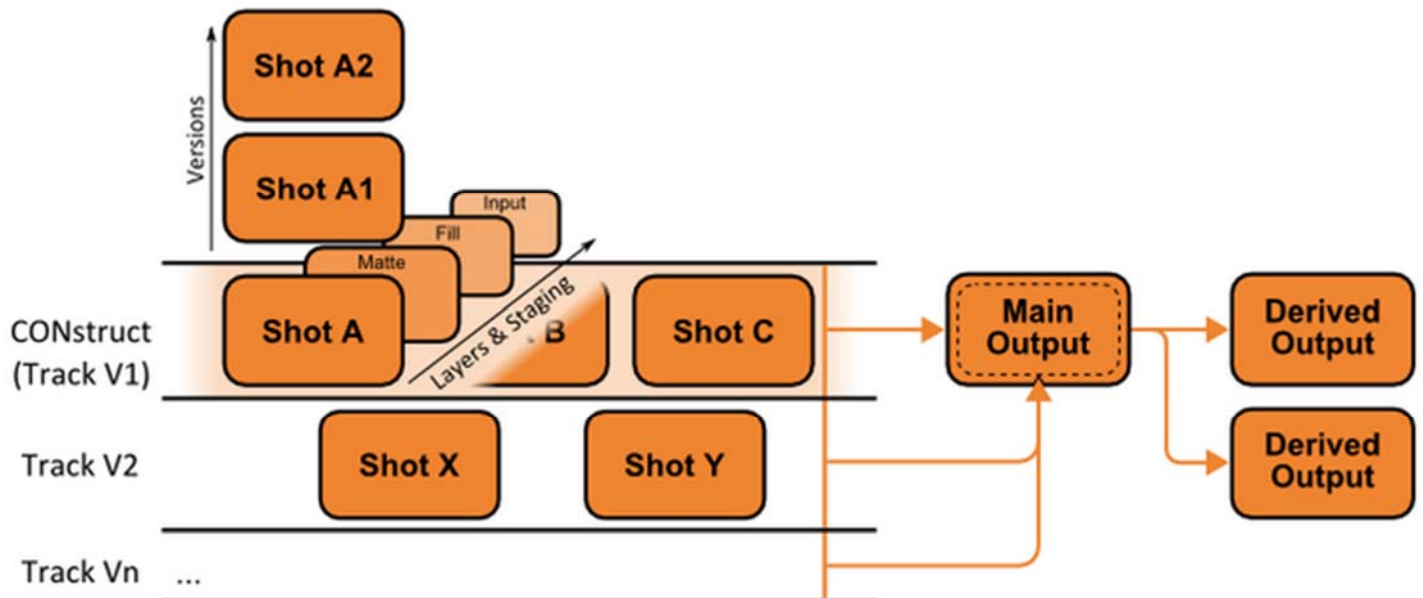 Shot A2
Versions
Shot A1
Input
Fill
Matte
CONstruct
(Track V1)
Shot A
Layers & Staging
B
Shot C
Main
Output
Derived
Output
Track V2
Shot X
Shot Y
Derived
Output
Track Vn
...